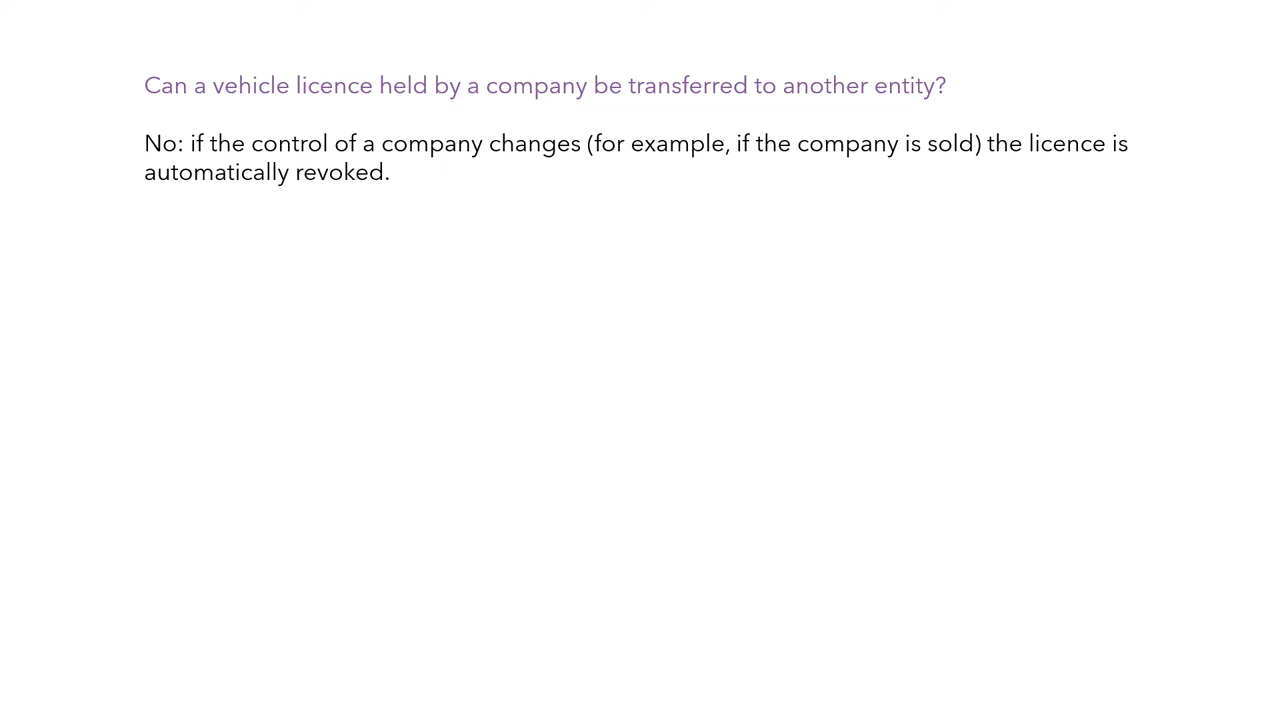 Can a vehicle licence held by a company be transferred to another entity?
No: if the control of a company changes (for example, if the company is sold) the licence is
automatically revoked.